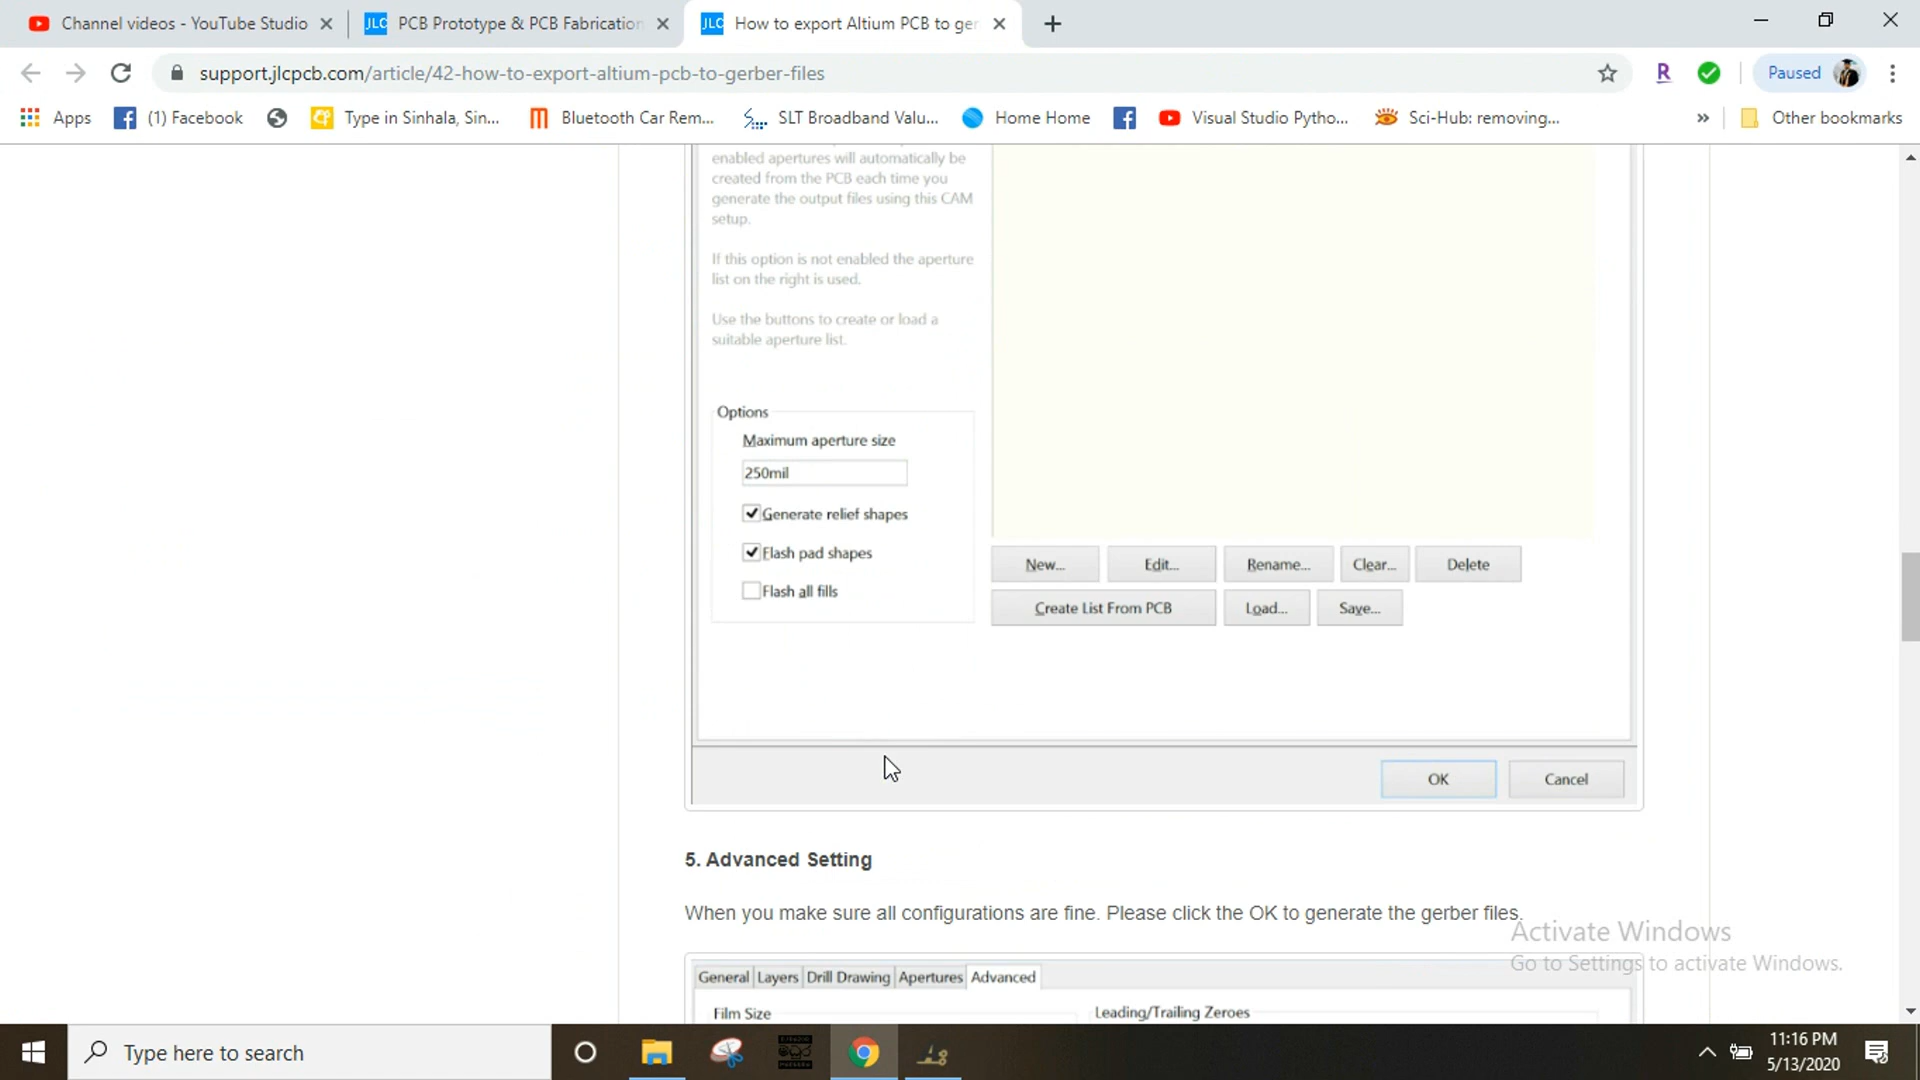 Channel videos - YouTube Studio
JLC PCB Prototype & PCB Fabrication
JLC How to export Altium PCB to ger
support.jlcpcb.com/article/42-how-to-export-altium-pcb-to-gerber-files
R
Paused
Apps
(1) Facebook
Type in Sinhala, Sin...
Bluetooth Car Rem...
SLT Broadband Valu...
Home Home
Visual Studio Pytho...
Sci-Hub: removing...
»
Other bookmarks
enabled apertures will automatically be
created from the PCB each time you
generate the output files using this CAM
setup.
If this option is not enabled the aperture
list on the right is used.
Use the buttons to create or load a
suitable aperture list.
Options
Maximum aperture size
250mil
Generate relief shapes
Flash pad shapes
Flash all fills
New...
Edit...
Rename...
Clear...
Delete
Create List From PCB
Load...
Save...
OK
Cancel
5. Advanced Setting
When you make sure all configurations are fine. Please click the OK to generate the gerber files.
Activate Windows
Go to Settings to activate Windows.
General Layers Drill Drawing Apertures Advanced
Film Size
Leading/Trailing Zeroes
Type here to search
11:16 PM
5/13/2020